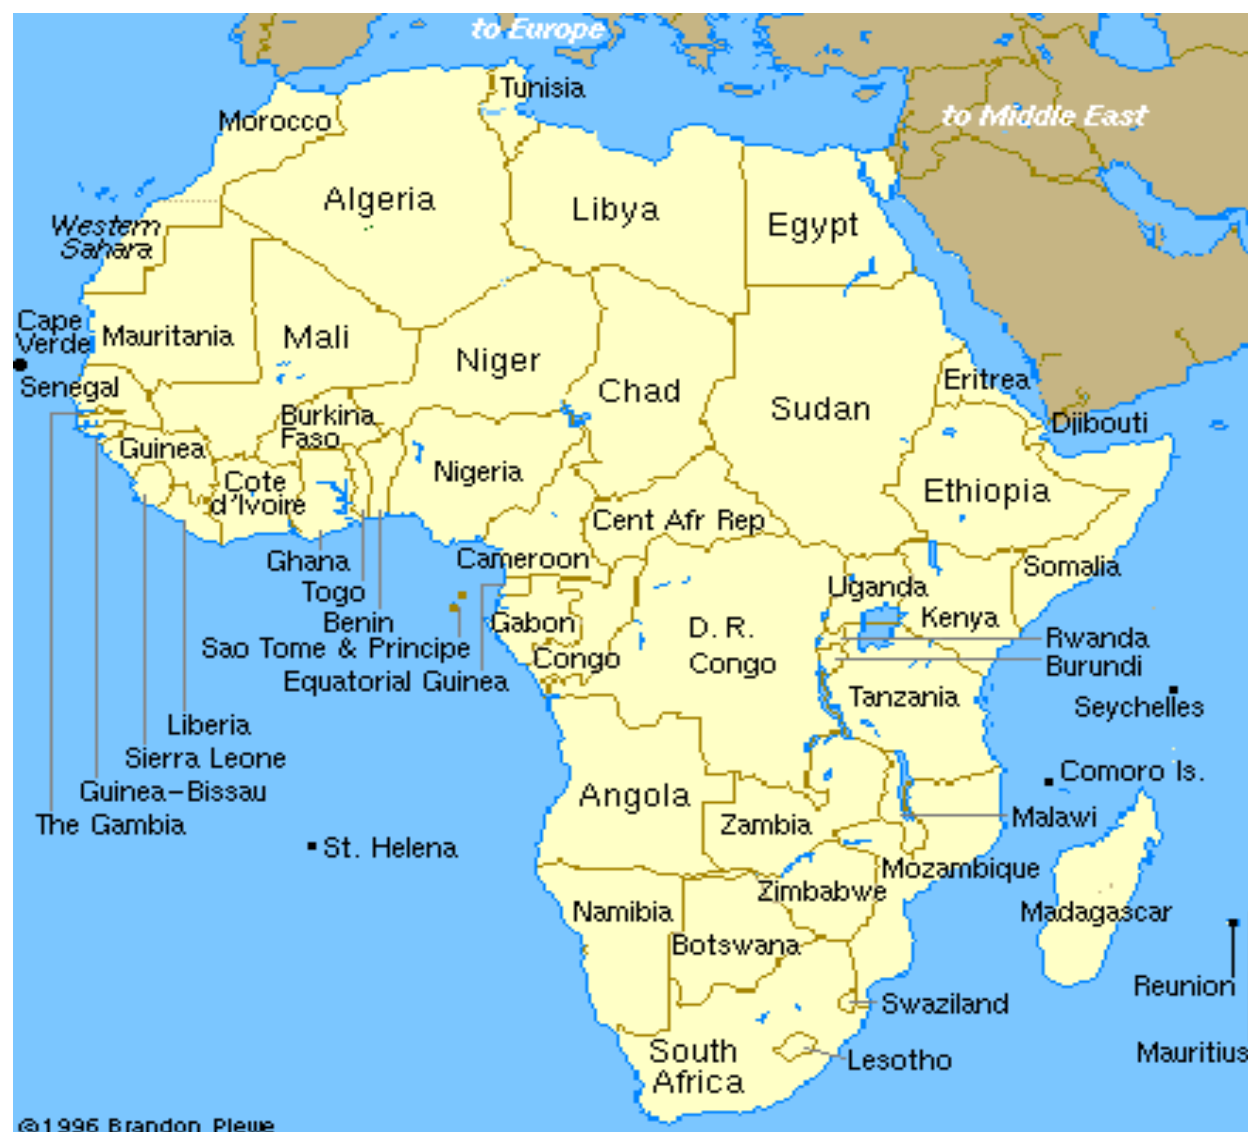 to Europe
Tunisia
to Middle East
Morocco
Algeria
Libya
Egypt
Western
Sahara
Cape
Verde
Mauritania
Mali
Niger
Chad
Sudan
Eritrea
Senegal
Djibouti
Burkina
Faso
Guinea
Cote
d'Ivoire
Nigeria
Ethiopia
Cent Afr Rep
Ghana
Togo
Benin
Cameroon
Somalia
Uganda
Kenya
Gabon
D. R.
Congo
Sao Tome & Principe
Congo
Equatorial Guinea
Rwanda
Burundi
Tanzania
Seychelles
Liberia
Sierra Leone
Guinea-Bissau
The Gambia
Comoro Is.
Angola
Zambia
Malawi
St. Helena
Mozambique
Zimbabwe
Namibia
Madagascar
Botswana
Reunion
Swaziland
Mauritius
South
Africa
Lesotho
©1996 Brandon Plewe